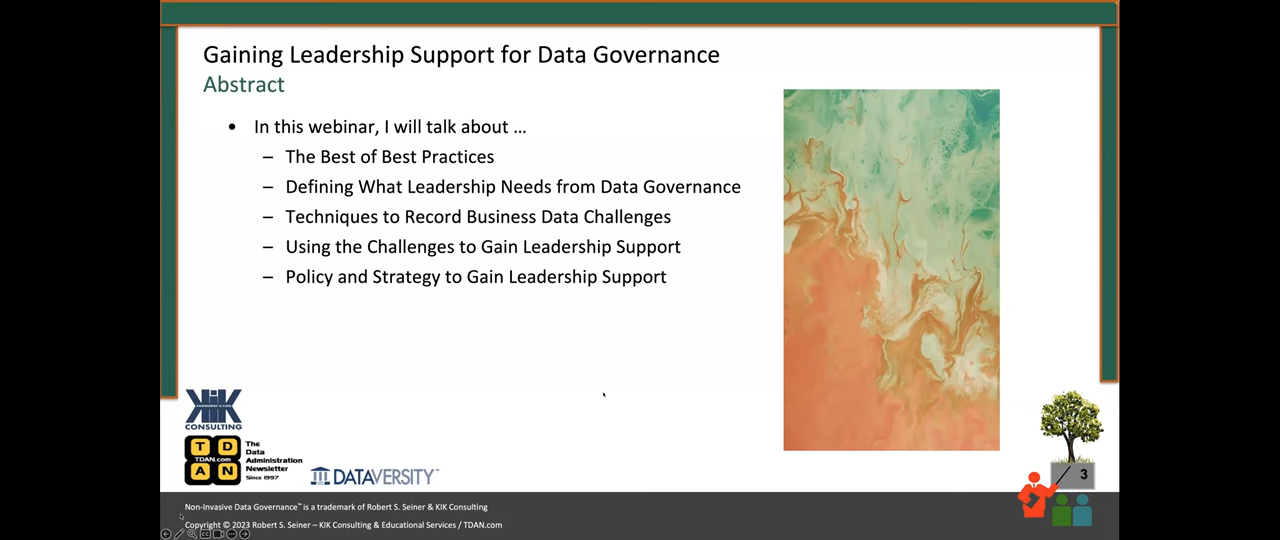 Gaining Leadership Support for Data Governance
Abstract
• In this webinar, I will talk about …
– The Best of Best Practices
– Defining What Leadership Needs from Data Governance
– Techniques to Record Business Data Challenges
– Using the Challenges to Gain Leadership Support
– Policy and Strategy to Gain Leadership Support
KIK
CONSULTING
T D
TDAN.com
A N
The
Data
Administration
Newsletter
Since 1997
DATAVERSITY™
3
Non-Invasive Data Governance™ is a trademark of Robert S. Seiner & KIK Consulting
Copyright © 2023 Robert S. Seiner – KIK Consulting & Educational Services / TDAN.com